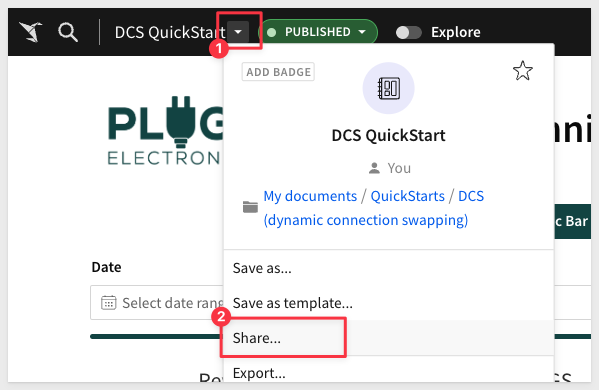 DCS QuickStart
PUBLISHED
Explore
1
ADD BADGE
DCS QuickStart
You
My documents / QuickStarts / DCS
(dynamic connection swapping)
PLUG
ELECTRON
c Bar
Date
Select date rang
Save as...
Save as template...
2
Share...
Export...